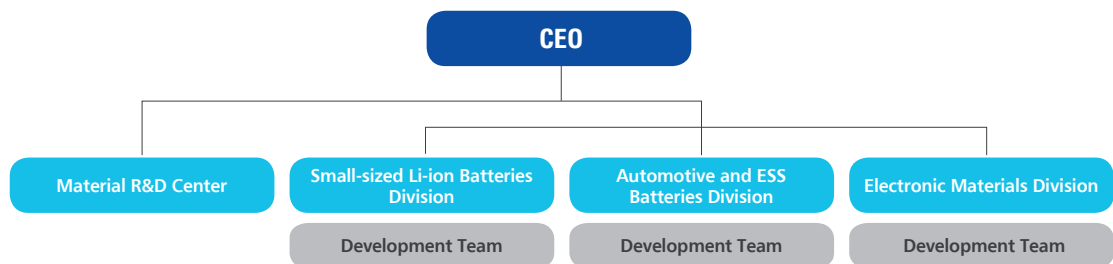 CEO
Material R&D Center
Small-sized Li-ion Batteries
Division
Automotive and ESS
Batteries Division
Electronic Materials Division
Development Team
Development Team
Development Team